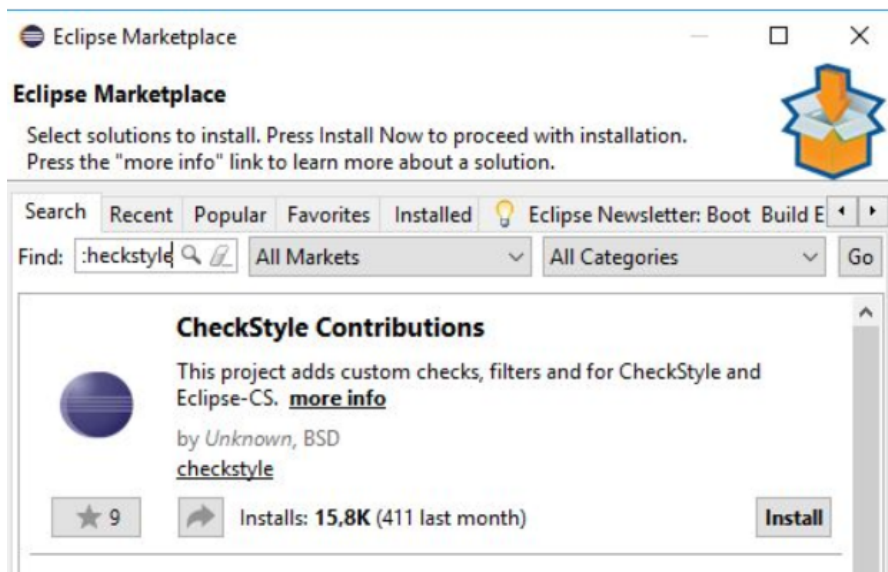 Eclipse Marketplace
Eclipse Marketplace
Select solutions to install. Press Install Now to proceed with installation.
Press the "more info" link to learn more about a solution.
Search Recent Popular Favorites Installed Eclipse Newsletter: Boot Build E
Find: :heckstyle All Markets All Categories Go
CheckStyle Contributions
This project adds custom checks, filters and for CheckStyle and
Eclipse-CS. more info
by Unknown, BSD
checkstyle
9 Installs: 15,8K (411 last month) Install